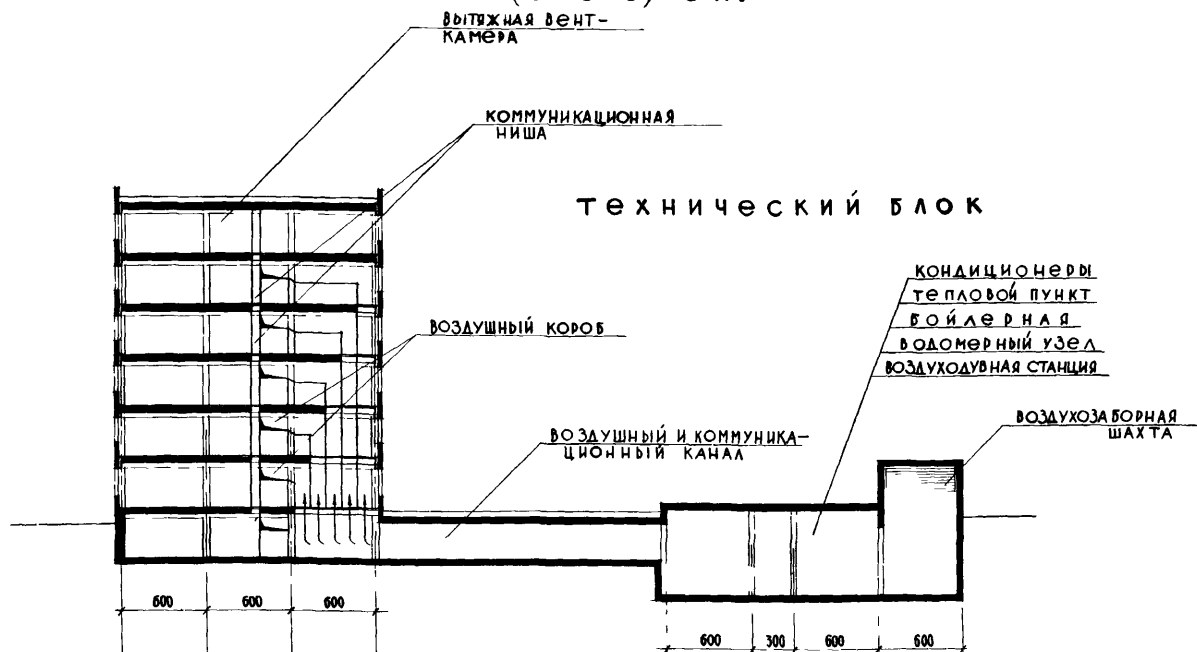 ВЫТЯЖНАЯ ВЕНТ-
КАМЕРА
КОММУНИКАЦИОННАЯ
НИША
ТЕХНИЧЕСКИЙ БЛОК
КОНДИЦИОНЕРЫ
ТЕПЛОВОЙ ПУНКТ
БОЙЛЕРНАЯ
ВОДОМЕРНЫЙ УЗЕЛ
ВОЗДУХОДУВНАЯ СТАНЦИЯ
ВОЗДУШНЫЙ КОРОБ
ВОЗДУХОЗАБОРНАЯ
ШАХТА
ВОЗДУШНЫЙ И КОММУНИКА-
ЦИОННЫЙ КАНАЛ
600 600 600
600 300 600 600